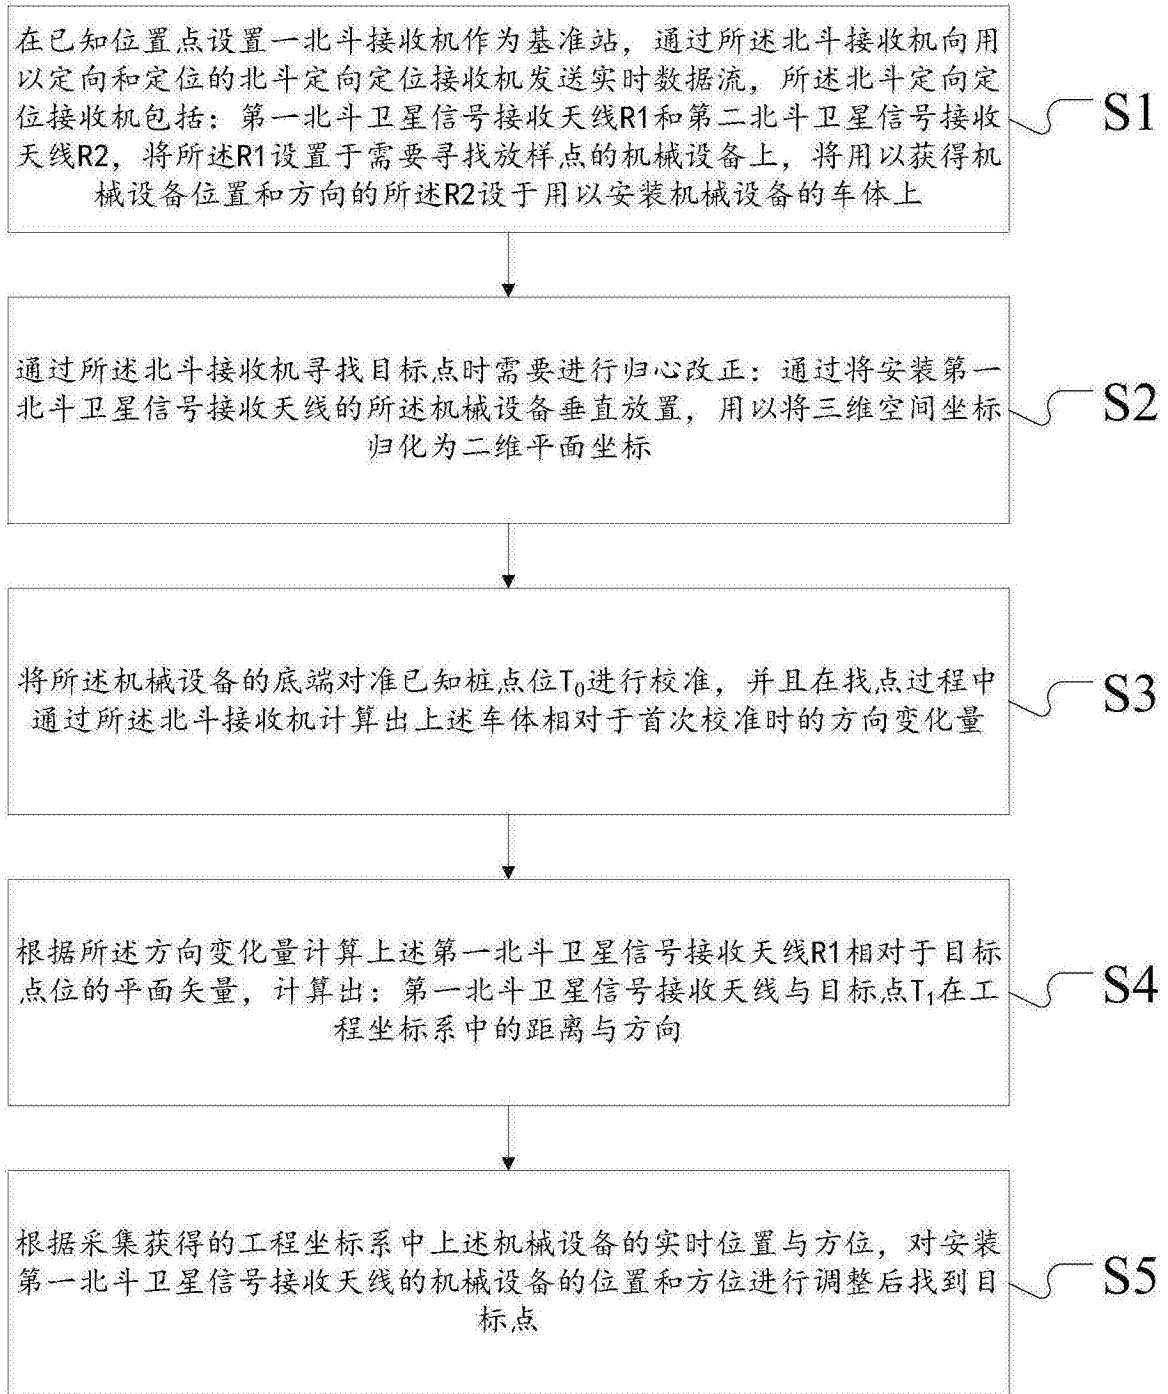 在已知位置点设置一北斗接收机作为基准站，通过所述北斗接收机向用
以定向和定位的北斗定向定位接收机发送实时数据流，所述北斗定向定
位接收机包括：第一北斗卫星信号接收天线R1和第二北斗卫星信号接收
天线R2，将所述R1设置于需要寻找放样点的机械设备上，将用以获得机
械设备位置和方向的所述R2设于用以安装机械设备的车体上
S1
通过所述北斗接收机寻找目标点时需要进行归心改正：通过将安装第一
北斗卫星信号接收天线的所述机械设备垂直放置，用以将三维空间坐标
归化为二维平面坐标
S2
将所述机械设备的底端对准已知桩点位T₀进行校准，并且在找点过程中
通过所述北斗接收机计算出上述车体相对于首次校准时的方向变化量
S3
根据所述方向变化量计算上述第一北斗卫星信号接收天线R1相对于目标
点位的平面矢量，计算出：第一北斗卫星信号接收天线与目标点T₁在工
程坐标系中的距离与方向
S4
根据采集获得的工程坐标系中上述机械设备的实时位置与方位，对安装
第一北斗卫星信号接收天线的机械设备的位置和方位进行调整后找到目
标点
S5